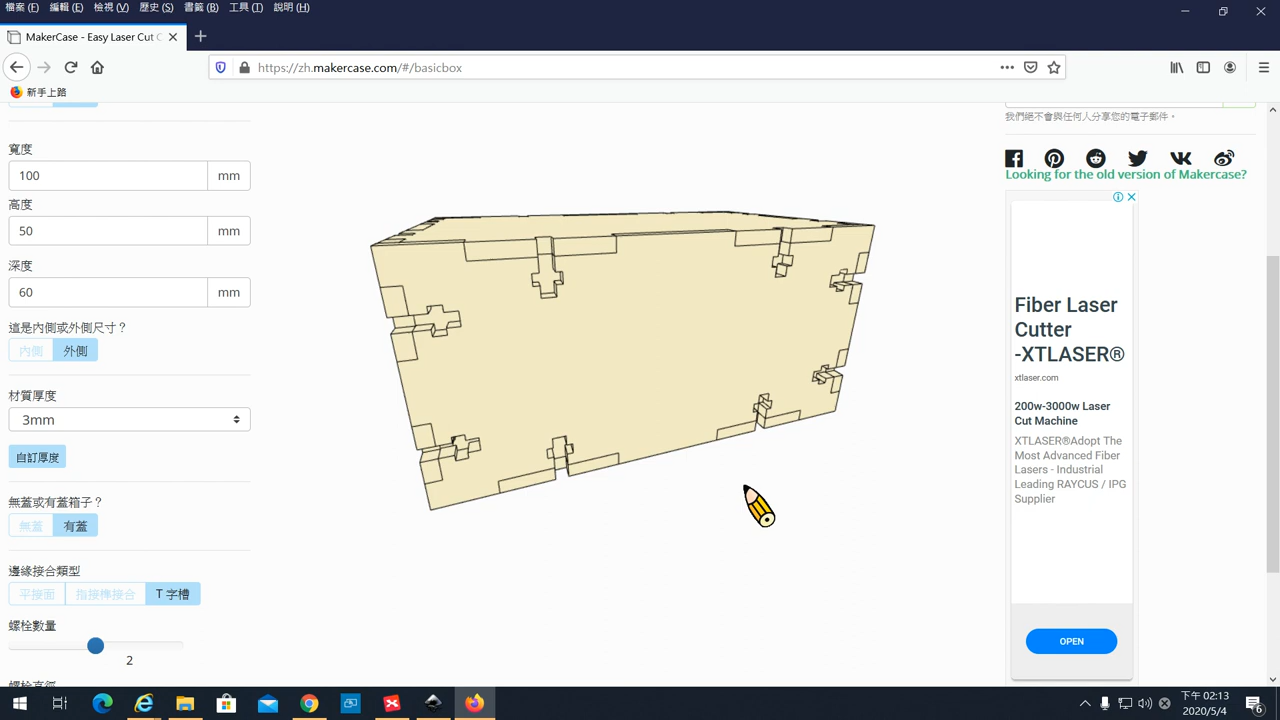 檔案 (F) 編輯 (E) 檢視 (V) 歷史 (S) 書籤 (B) 工具 (T) 說明 (H)
MakerCase - Easy Laser Cut C
https://zh.makercase.com/#/basicbox
新手上路
寬度
100 mm
高度
50 mm
深度
60 mm
這是內側或外側尺寸？
內側 外側
材質厚度
3mm
自訂厚度
無蓋或有蓋箱子？
無蓋 有蓋
邊緣接合類型
平接面 指接榫接合 T 字槽
螺栓數量
2
螺栓直徑
我們絕不會與任何人分享您的電子郵件。
Looking for the old version of Makercase?
Fiber Laser
Cutter
-XTLASER®
xtlaser.com
200w-3000w Laser
Cut Machine
XTLASER®Adopt The
Most Advanced Fiber
Lasers - Industrial
Leading RAYCUS / IPG
Supplier
OPEN
下午 02:13
2020/5/4
6